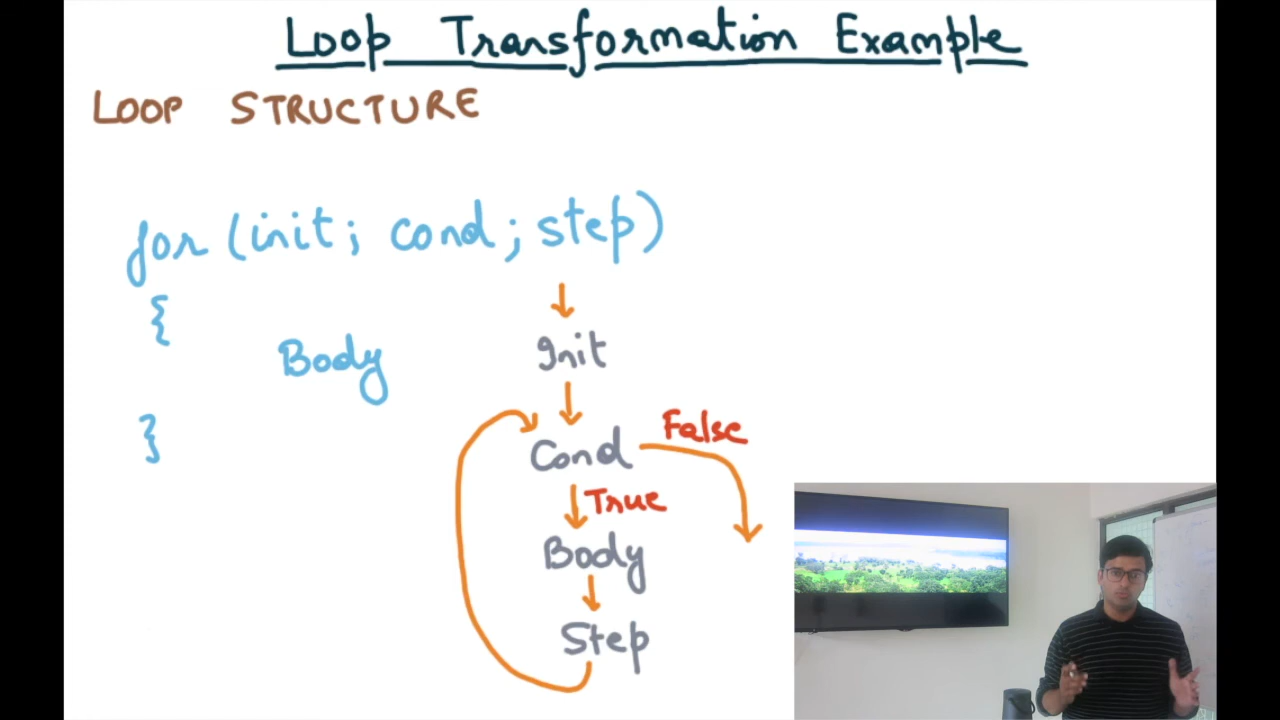 Loop Transformation Example
LOOP STRUCTURE
for (init; cond; step)
{
Body
}
Init
Cond
False
True
Body
Step